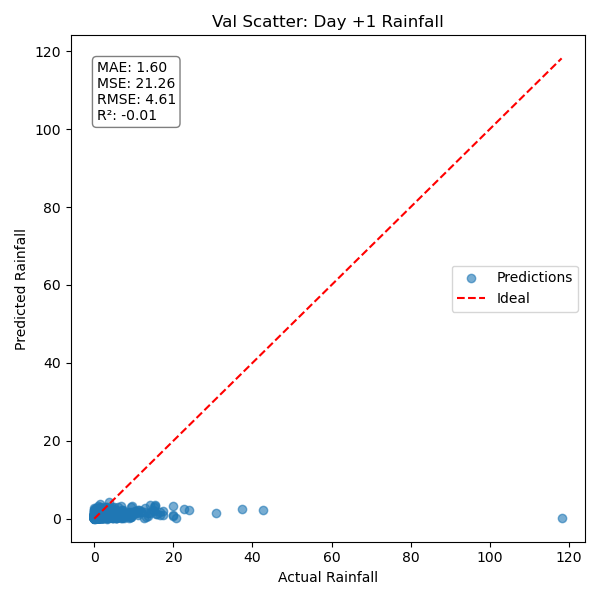 Val Scatter: Day +1 Rainfall
MAE: 1.60
MSE: 21.26
RMSE: 4.61
R²: -0.01
120
100
80
60
40
20
0
Predicted Rainfall
Predictions
Ideal
0 20 40 60 80 100 120
Actual Rainfall